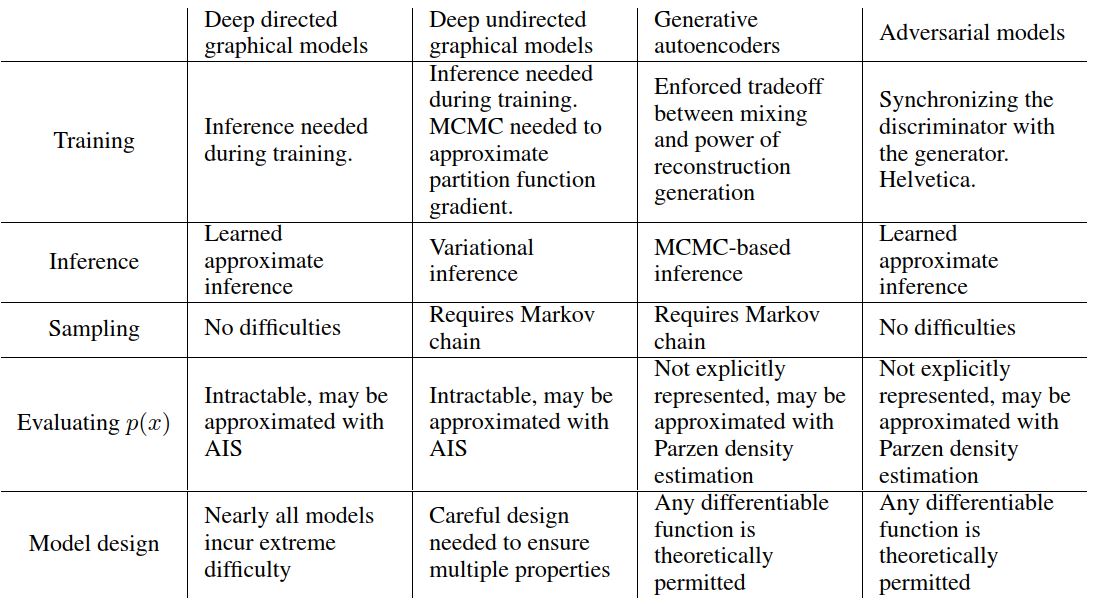 Deep directed
graphical models
Deep undirected
graphical models
Generative
autoencoders
Adversarial models
Training
Inference needed
during training.
Inference needed
during training.
MCMC needed to
approximate
partition function
gradient.
Enforced tradeoff
between mixing
and power of
reconstruction
generation
Synchronizing the
discriminator with
the generator.
Helvetica.
Inference
Learned
approximate
inference
Variational
inference
MCMC-based
inference
Learned
approximate
inference
Sampling
No difficulties
Requires Markov
chain
Requires Markov
chain
No difficulties
Evaluating p(x)
Intractable, may be
approximated with
AIS
Intractable, may be
approximated with
AIS
Not explicitly
represented, may be
approximated with
Parzen density
estimation
Not explicitly
represented, may be
approximated with
Parzen density
estimation
Model design
Nearly all models
incur extreme
difficulty
Careful design
needed to ensure
multiple properties
Any differentiable
function is
theoretically
permitted
Any differentiable
function is
theoretically
permitted